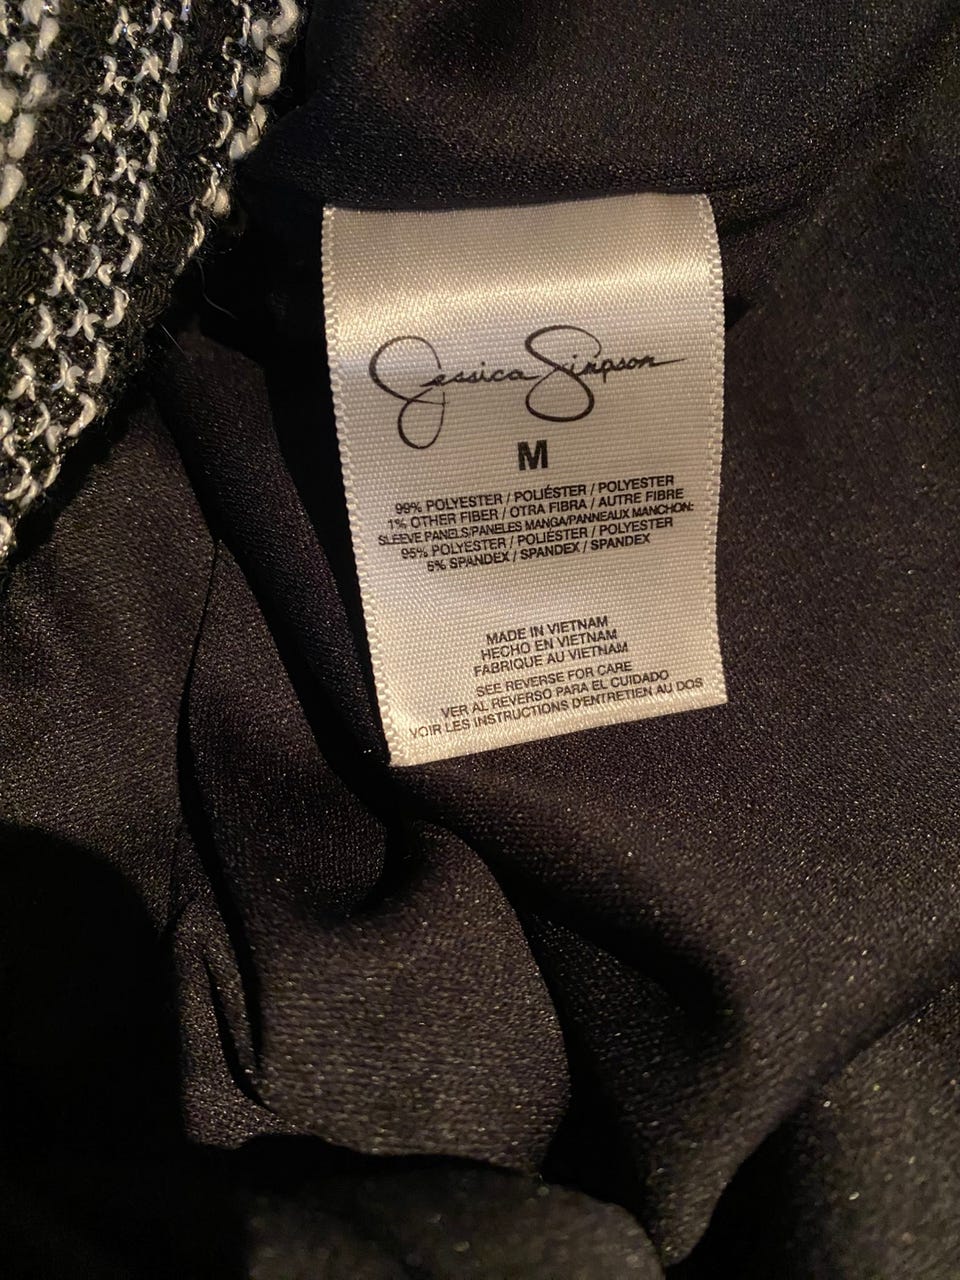 Jessica Simpson
M
99% POLYESTER / POLIÉSTER / POLYESTER
1% OTHER FIBER / OTRA FIBRA / AUTRE FIBRE
SLEEVE PANELS/PANELES MANGA/PANNEAUX MANCHON:
95% POLYESTER / POLIÉSTER / POLYESTER
5% SPANDEX / SPANDEX / SPANDEX
MADE IN VIETNAM
HECHO EN VIETNAM
FABRIQUE AU VIETNAM
SEE REVERSE FOR CARE
VER AL REVERSO PARA EL CUIDADO
VOIR LES INSTRUCTIONS D'ENTRETIEN AU DOS